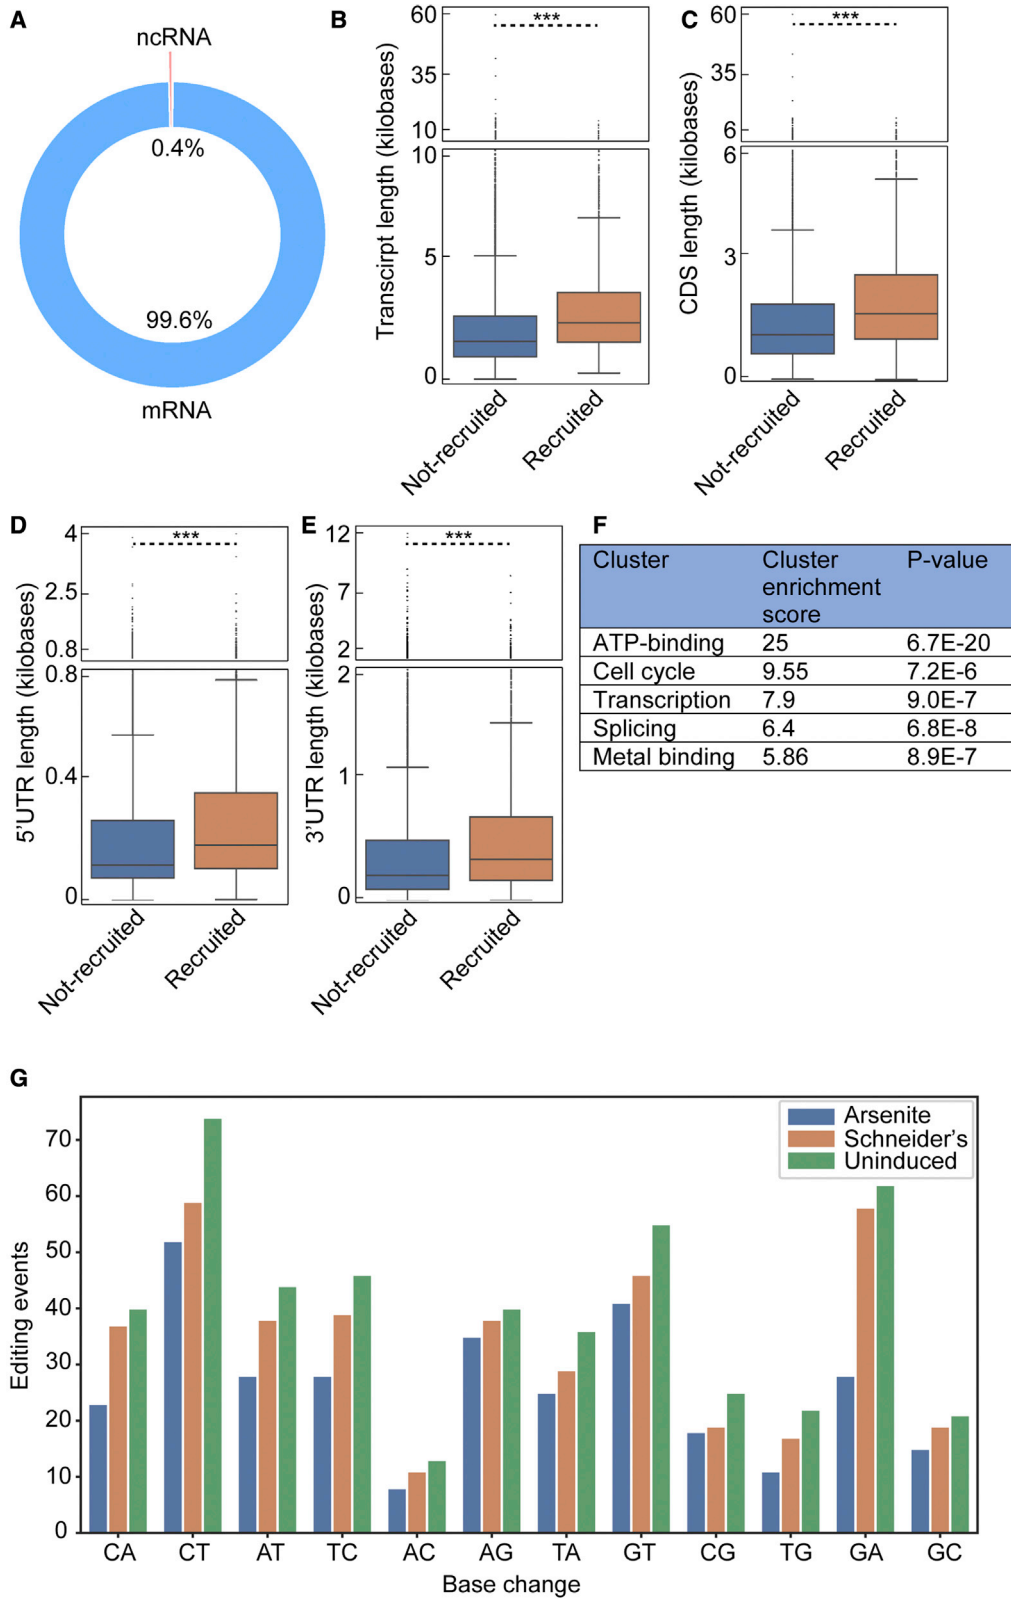 A
ncRNA
0.4%
99.6%
mRNA
B
Transcirpt length (kilobases)
60
35
10
10
5
0
***
Not-recruited
Recruited
C
CDS length (kilobases)
60
35
6
6
3
0
***
Not-recruited
Recruited
D
5'UTR length (kilobases)
4
2.5
0.8
0.8
0.4
0
***
Not-recruited
Recruited
E
3'UTR length (kilobases)
12
7
2
2
1
0
***
Not-recruited
Recruited
F
Cluster Cluster P-value
enrichment
score
ATP-binding 25 6.7E-20
Cell cycle 9.55 7.2E-6
Transcription 7.9 9.0E-7
Splicing 6.4 6.8E-8
Metal binding 5.86 8.9E-7
G
Arsenite
Schneider's
Uninduced
Editing events
70
60
50
40
30
20
10
0
CA CT AT TC AC AG TA GT CG TG GA GC
Base change